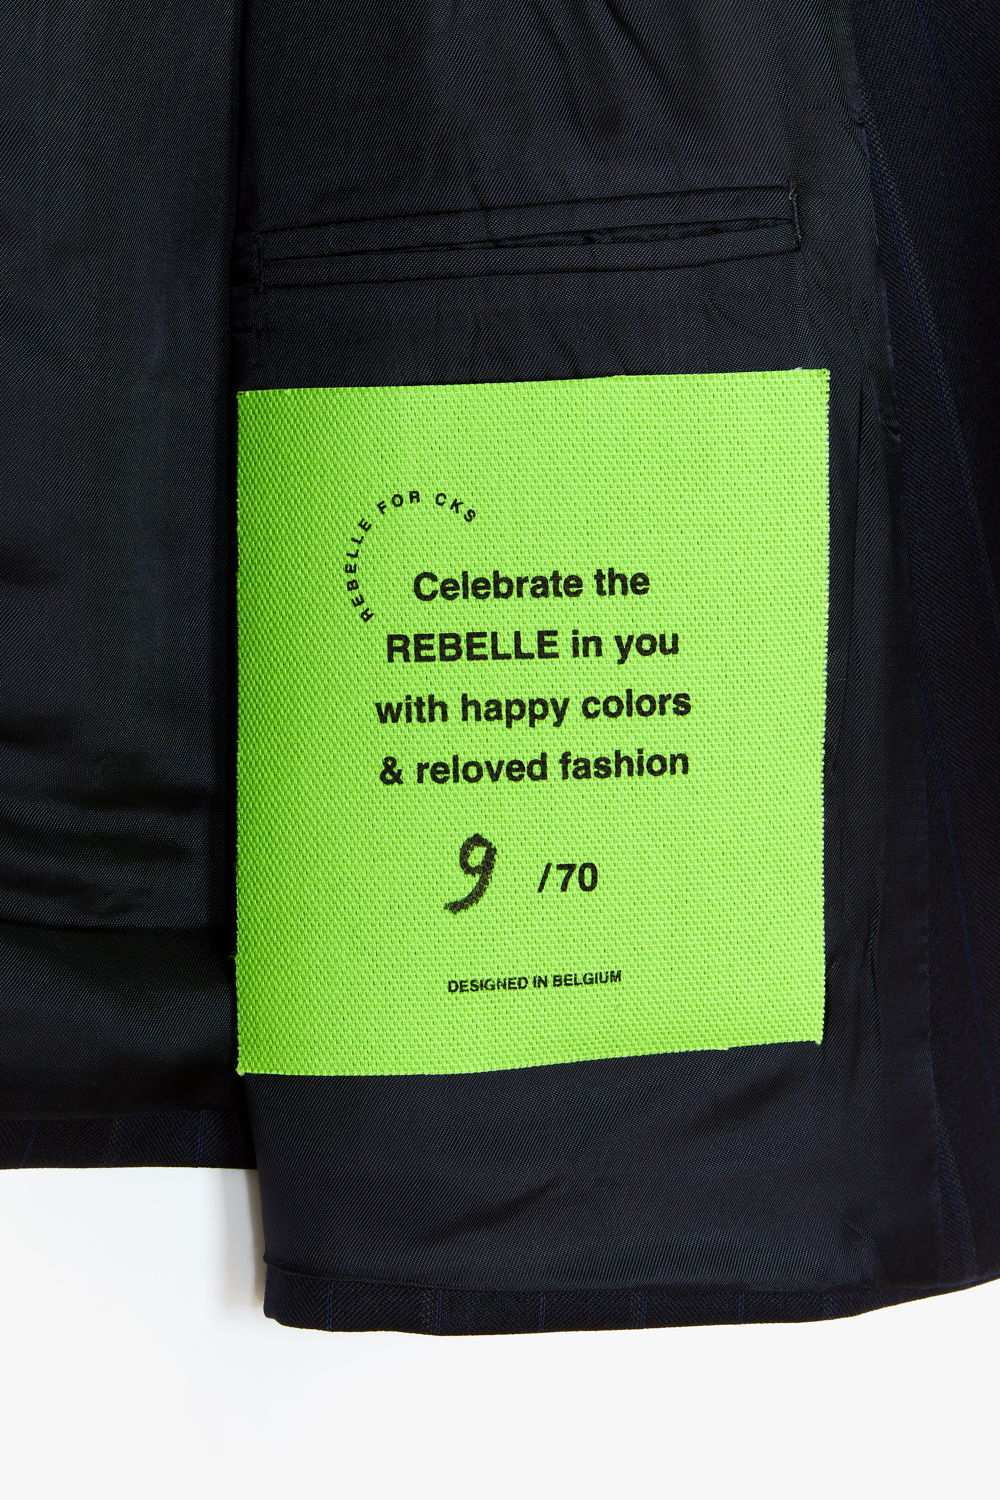 REBELLE FOR CKS
Celebrate the
REBELLE in you
with happy colors
& reloved fashion
9 /70
DESIGNED IN BELGIUM